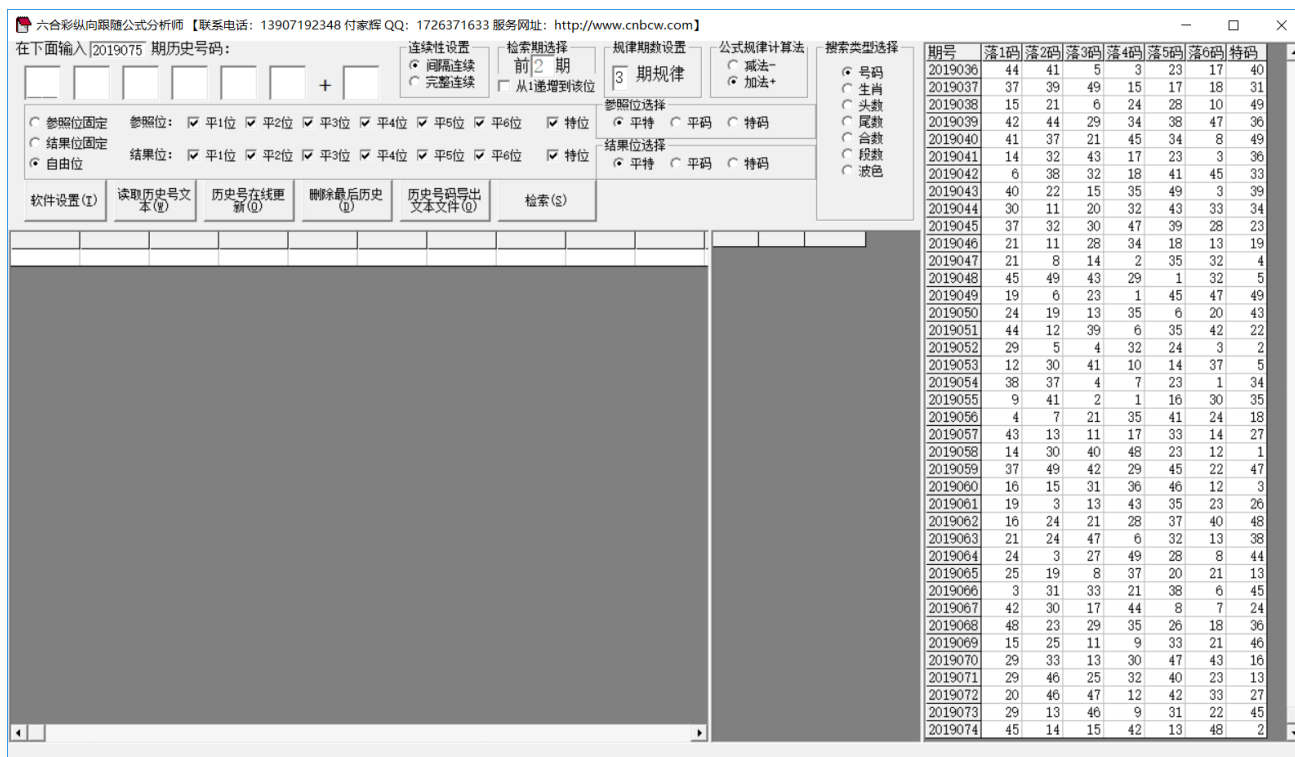 六合彩纵向跟随公式分析师 【联系电话：13907192348 付家辉 QQ：1726371633 服务网址：http://www.cnbcw.com】
在下面输入 2019075 期历史号码：
+
连续性设置
间隔连续
完整连续
检索期选择
前 2 期
从1递增到该位
规律期数设置
3 期规律
公式规律计算法
减法-
加法+
搜索类型选择
号码
生肖
头数
尾数
合数
段数
波色
参照位固定
结果位固定
自由位
参照位： 平1位 平2位 平3位 平4位 平5位 平6位 特位
结果位： 平1位 平2位 平3位 平4位 平5位 平6位 特位
参照位选择
平特 平码 特码
结果位选择
平特 平码 特码
软件设置(I)
读取历史号文
本(W)
历史号在线更
新(O)
删除最后历史
(D)
历史号码导出
文本文件(O)
检索(S)
期号 落1码 落2码 落3码 落4码 落5码 落6码 特码
2019036 44 41 5 3 23 17 40
2019037 37 39 49 15 17 18 31
2019038 15 21 6 24 28 10 49
2019039 42 44 29 34 38 47 36
2019040 41 37 21 45 34 8 49
2019041 14 32 43 17 23 3 36
2019042 6 38 32 18 41 45 33
2019043 40 22 15 35 49 3 39
2019044 30 11 20 32 43 33 34
2019045 37 32 30 47 39 28 23
2019046 21 11 28 34 18 13 19
2019047 21 8 14 2 35 32 4
2019048 45 49 43 29 1 32 5
2019049 19 6 23 1 45 47 49
2019050 24 19 13 35 6 20 43
2019051 44 12 39 6 35 42 22
2019052 29 5 4 32 24 3 2
2019053 12 30 41 10 14 37 5
2019054 38 37 4 7 23 1 34
2019055 9 41 2 1 16 30 35
2019056 4 7 21 35 41 24 18
2019057 43 13 11 17 33 14 27
2019058 14 30 40 48 23 12 1
2019059 37 49 42 29 45 22 47
2019060 16 15 31 36 46 12 3
2019061 19 3 13 43 35 23 26
2019062 16 24 21 28 37 40 48
2019063 21 24 47 6 32 13 38
2019064 24 3 27 49 28 8 44
2019065 25 19 8 37 20 21 13
2019066 3 31 33 21 38 6 45
2019067 42 30 17 44 8 7 24
2019068 48 23 29 35 26 18 36
2019069 15 25 11 9 33 21 46
2019070 29 33 13 30 47 43 16
2019071 29 46 25 32 40 23 13
2019072 20 46 47 12 42 33 27
2019073 29 13 46 9 31 22 45
2019074 45 14 15 42 13 48 2